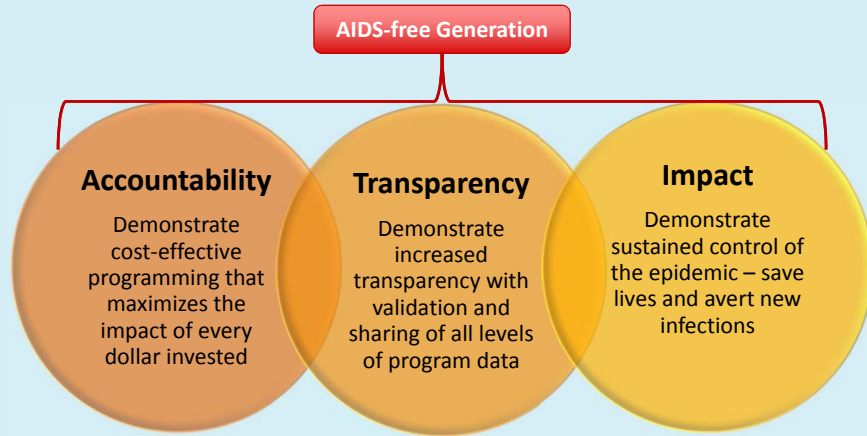 AIDS-free Generation
Accountability
Demonstrate
cost-effective
programming that
maximizes the
impact of every
dollar invested
Transparency
Demonstrate
increased
transparency with
validation and
sharing of all levels
of program data
Impact
Demonstrate
sustained control of
the epidemic – save
lives and avert new
infections